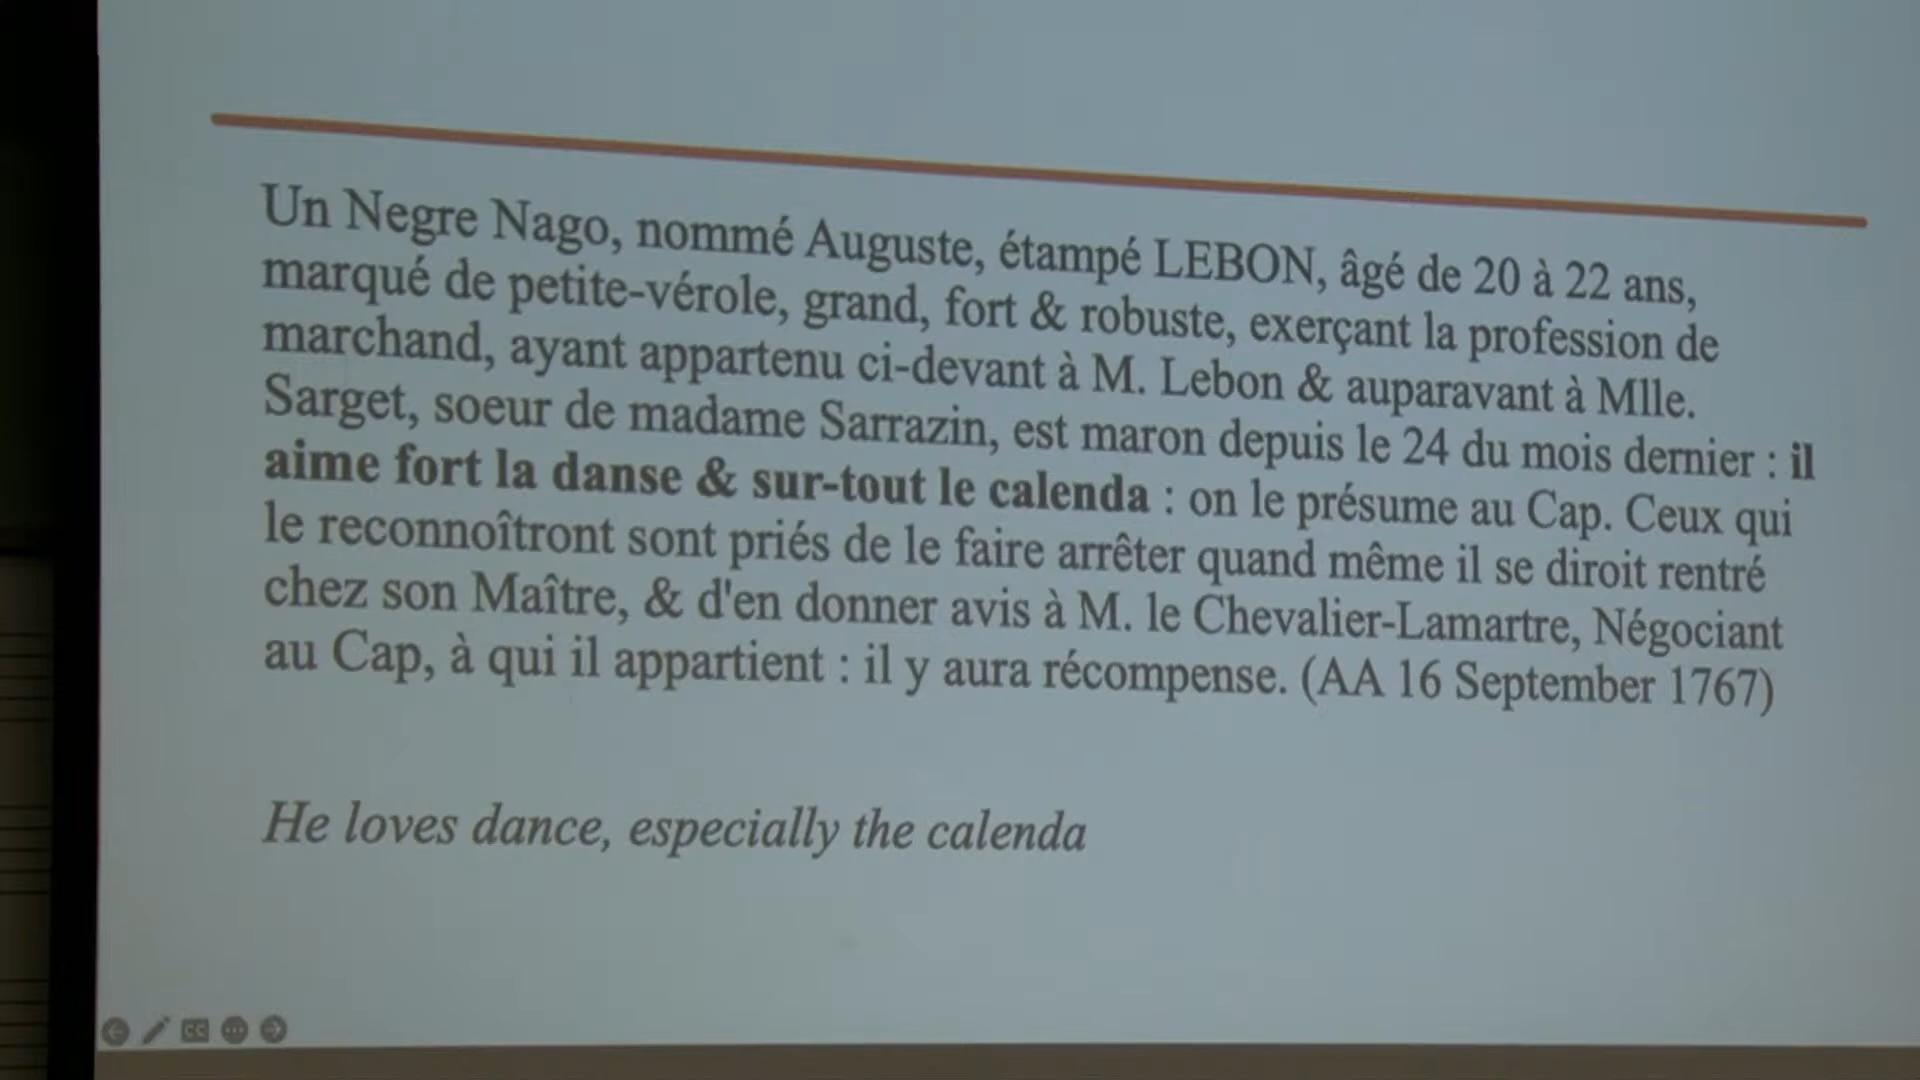 Un Negre Nago, nommé Auguste, étampé LEBON, âgé de 20 à 22 ans,
marqué de petite-vérole, grand, fort & robuste, exerçant la profession de
marchand, ayant appartenu ci-devant à M. Lebon & auparavant à Mlle.
Sarget, soeur de madame Sarrazin, est maron depuis le 24 du mois dernier : il
aime fort la danse & sur-tout le calenda : on le présume au Cap. Ceux qui
le reconnoîtront sont priés de le faire arrêter quand même il se diroit rentré
chez son Maître, & d'en donner avis à M. le Chevalier-Lamartre, Négociant
au Cap, à qui il appartient : il y aura récompense. (AA 16 September 1767)
He loves dance, especially the calenda
CC